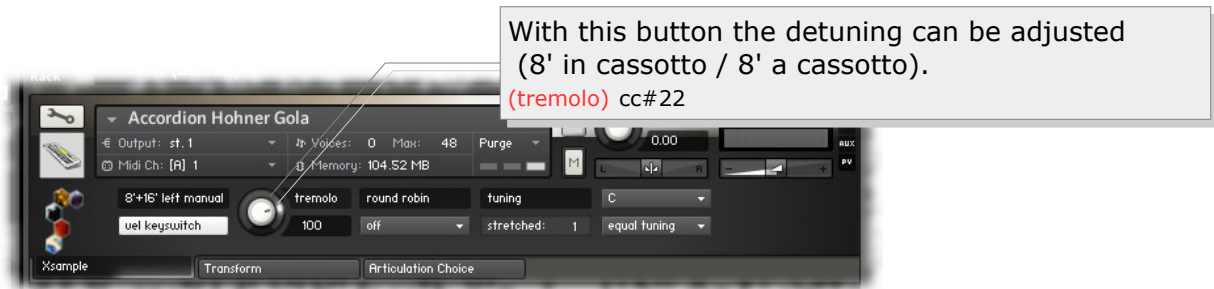 With this button the detuning can be adjusted
(8' in cassotto / 8' a cassotto).
(tremolo) cc#22
Accordion Hohner Gola
Output: st.1 Voices: 0 Max: 48 Purge 0.00 AUX
Midi Ch: [A] 1 Memory: 104.52 MB M L R - + PV
8'+16' left manual tremolo round robin tuning C
vel keyswitch 100 off stretched: 1 equal tuning
Xsample Transform Articulation Choice